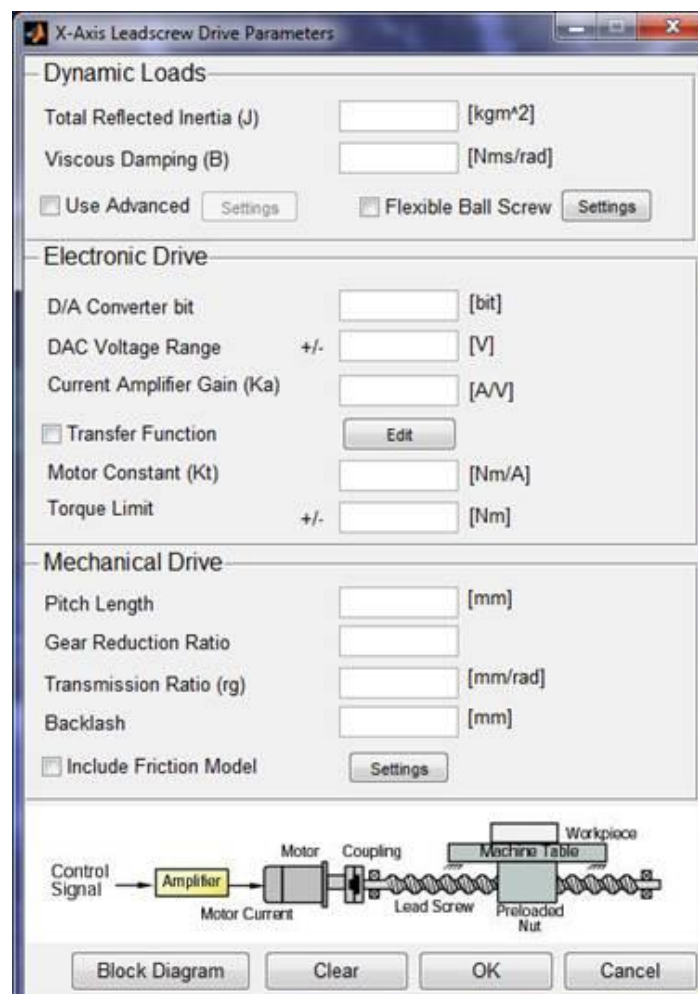 X-Axis Leadscrew Drive Parameters
Dynamic Loads
Total Reflected Inertia (J) [kgm^2]
Viscous Damping (B) [Nms/rad]
Use Advanced Settings Flexible Ball Screw Settings
Electronic Drive
D/A Converter bit [bit]
DAC Voltage Range +/- [V]
Current Amplifier Gain (Ka) [A/V]
Transfer Function Edit
Motor Constant (Kt) [Nm/A]
Torque Limit +/- [Nm]
Mechanical Drive
Pitch Length [mm]
Gear Reduction Ratio
Transmission Ratio (rg) [mm/rad]
Backlash [mm]
Include Friction Model Settings
Workpiece
Motor Coupling Machine Table
Control
Signal
Amplifier
Motor Current
Lead Screw
Preloaded
Nut
Block Diagram Clear OK Cancel